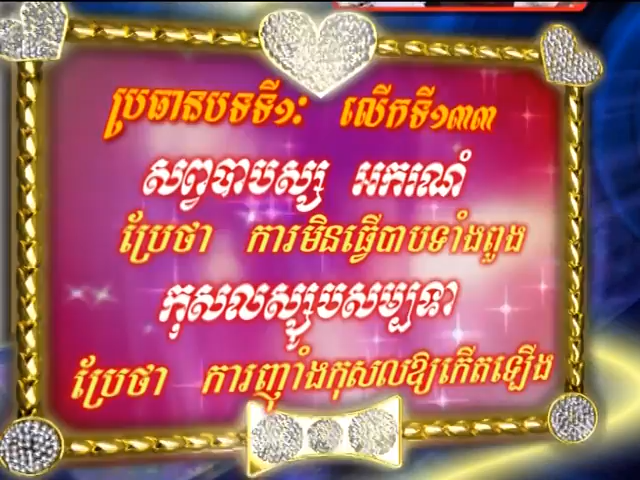 ប្រធានបទទី១៖ លើកទី១៣៣
សព្វបាបស្ស អករណំ
ប្រែថា ការមិនធ្វើបាបទាំងពួង
កុសលស្សូបសម្បទា
ប្រែថា ការញ៉ាំងកុសលឱ្យកើតឡើង